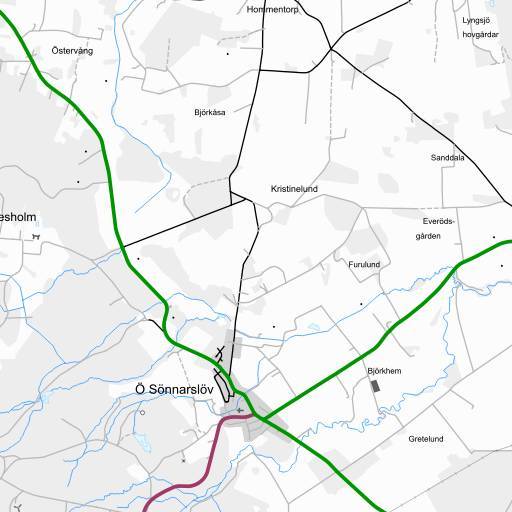 Hommentorp
Lyngsjö
hovgårdar
Östervång
Björkåsa
Sanddala
Kristinelund
esholm
Everöds-
gården
Furulund
Björkhem
Ö Sönnarslöv
Gretelund